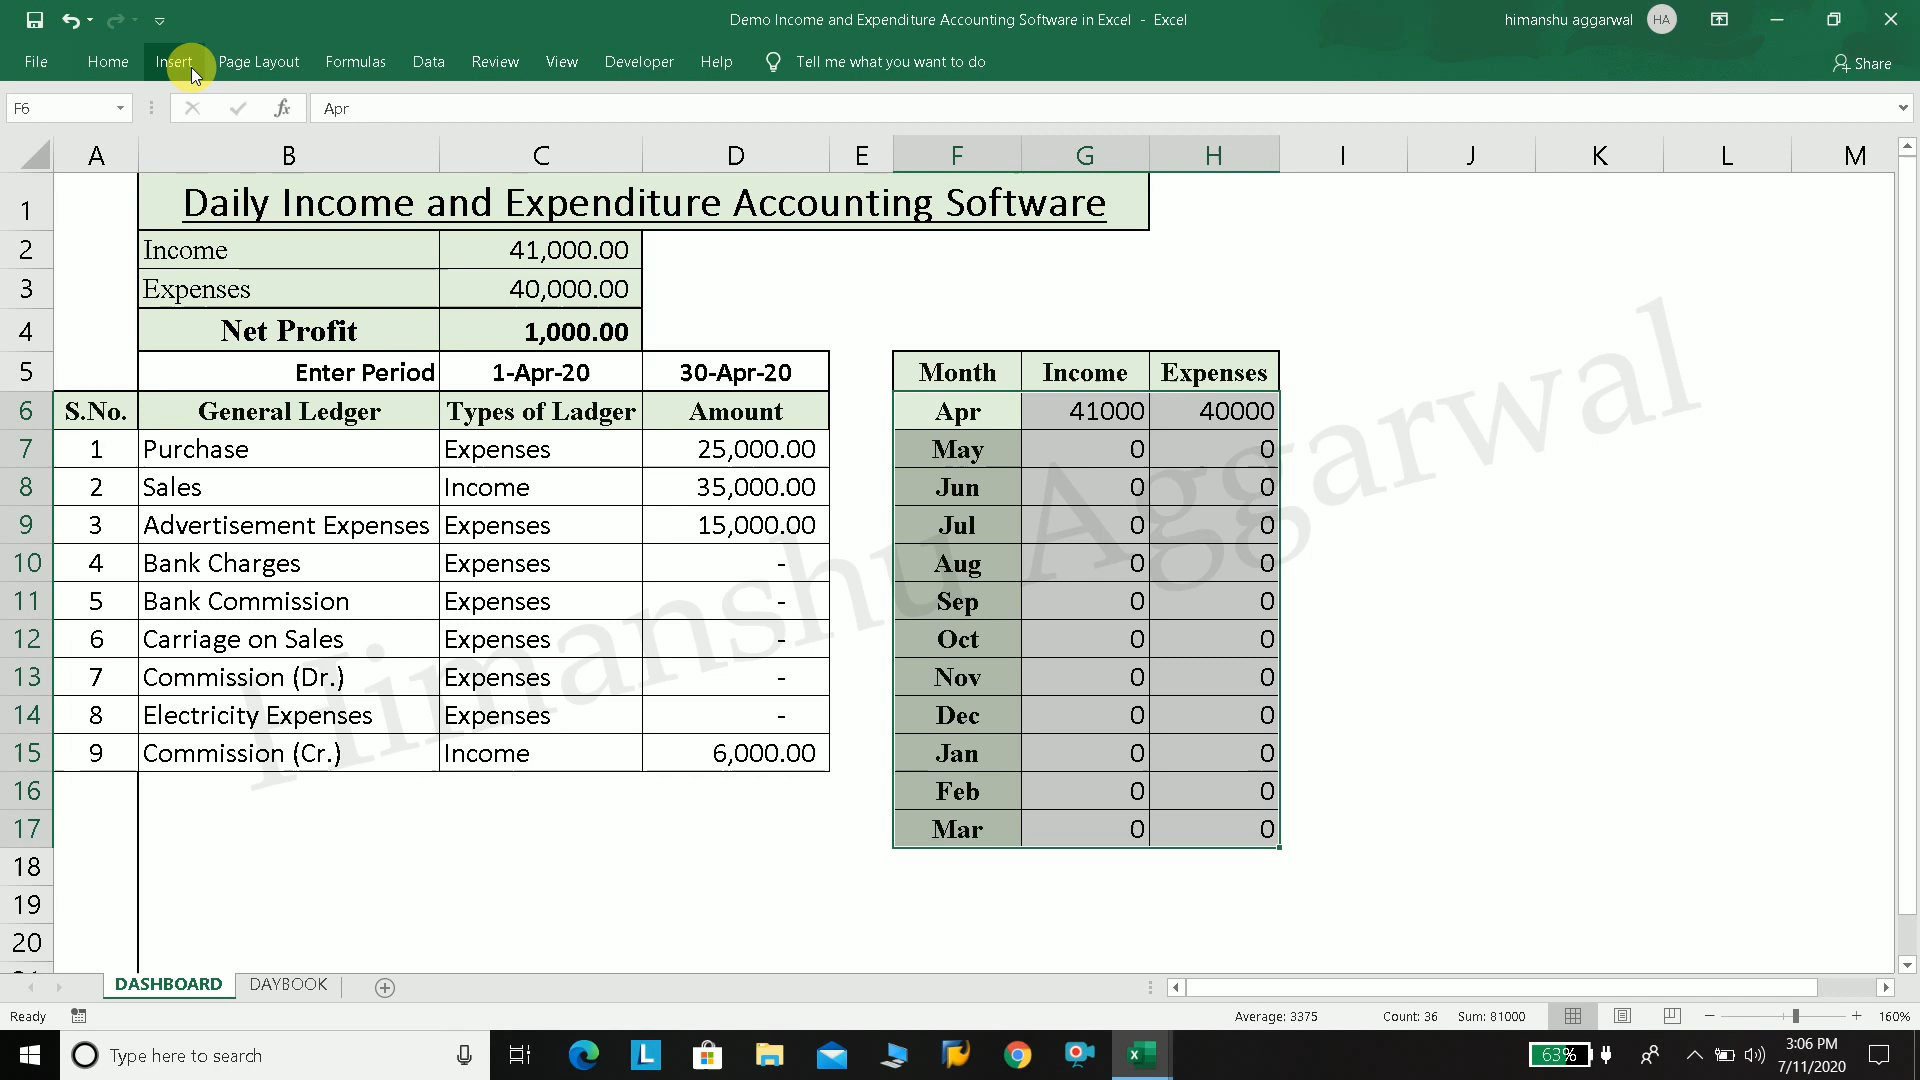 Demo Income and Expenditure Accounting Software in Excel - Excel
himanshu aggarwal HA
File Home Insert Page Layout Formulas Data Review View Developer Help Tell me what you want to do Share
F6 fx Apr
A B C D E F G H I J K L M
1 Daily Income and Expenditure Accounting Software
2 Income 41,000.00
3 Expenses 40,000.00
4 Net Profit 1,000.00
5 Enter Period 1-Apr-20 30-Apr-20 Month Income Expenses
6 S.No. General Ledger Types of Ladger Amount Apr 41000 40000
7 1 Purchase Expenses 25,000.00 May 0 0
8 2 Sales Income 35,000.00 Jun 0 0
9 3 Advertisement Expenses Expenses 15,000.00 Jul 0 0
10 4 Bank Charges Expenses - Aug 0 0
11 5 Bank Commission Expenses - Sep 0 0
12 6 Carriage on Sales Expenses - Oct 0 0
13 7 Commission (Dr.) Expenses - Nov 0 0
14 8 Electricity Expenses Expenses - Dec 0 0
15 9 Commission (Cr.) Income 6,000.00 Jan 0 0
16 Feb 0 0
17 Mar 0 0
18
19
20
Himanshu Aggarwal
DASHBOARD DAYBOOK
Ready Average: 3375 Count: 36 Sum: 81000 160%
Type here to search 63% 3:06 PM
7/11/2020